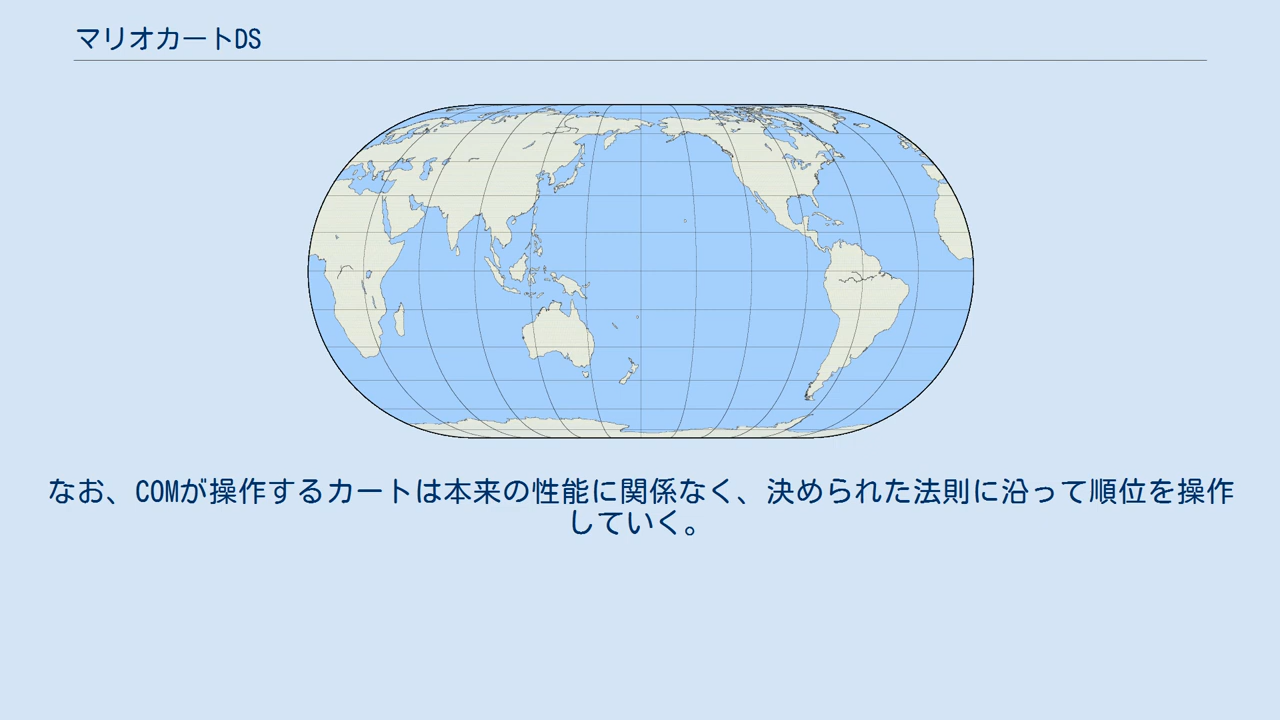 マリオカートDS
なお、COMが操作するカートは本来の性能に関係なく、決められた法則に沿って順位を操作
していく。